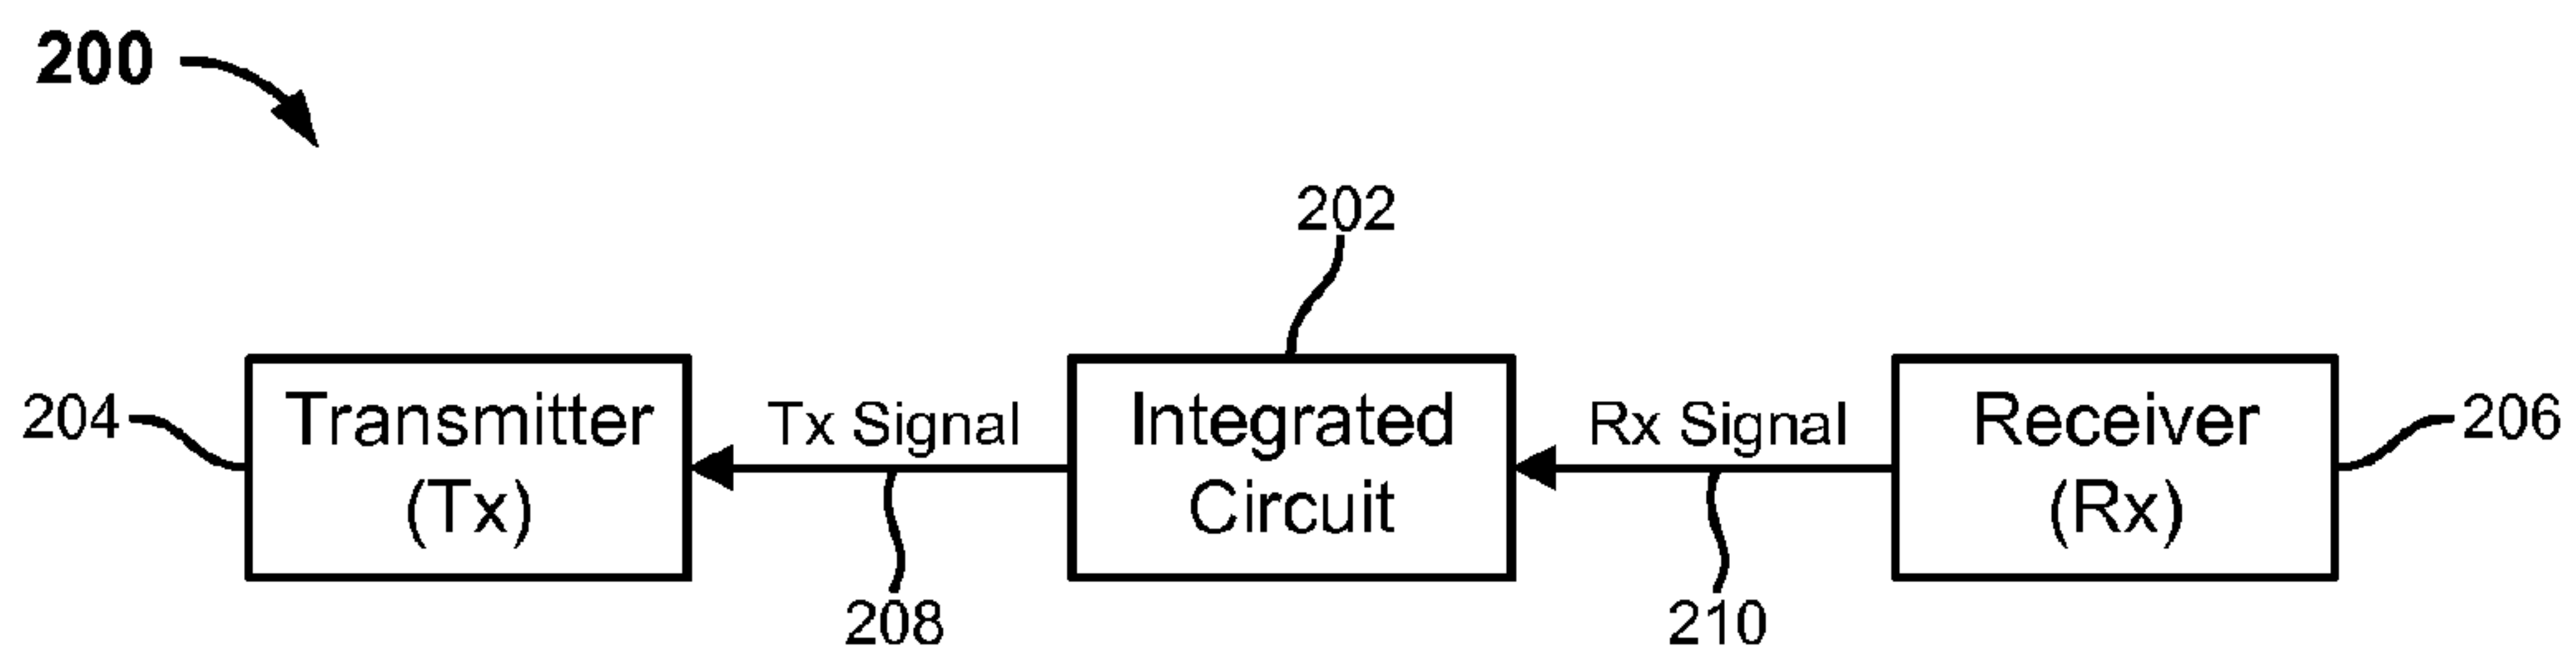 200
202
204
Transmitter
(Tx)
Tx Signal
208
Integrated
Circuit
Rx Signal
210
Receiver
(Rx)
206